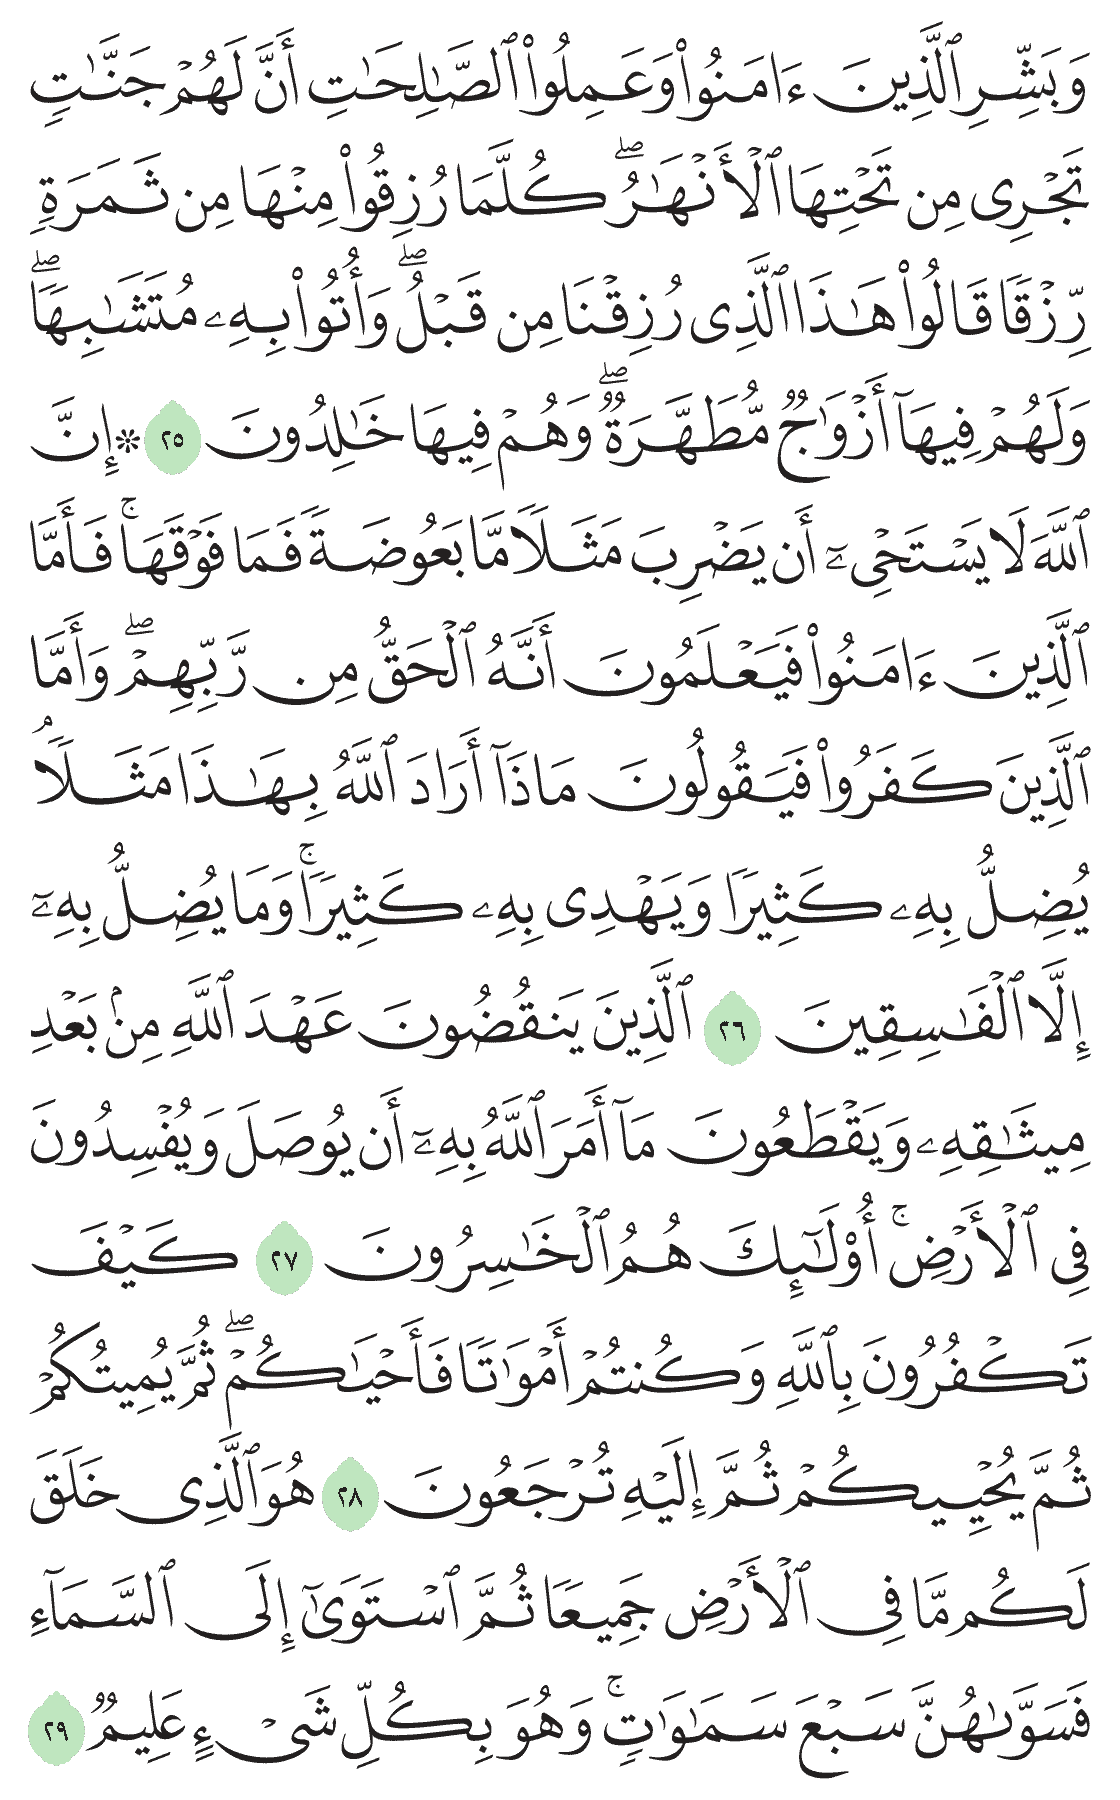 وَبَشِّرِ ٱلَّذِينَ ءَامَنُوا۟ وَعَمِلُوا۟ ٱلصَّـٰلِحَـٰتِ أَنَّ لَهُمْ جَنَّـٰتٍ
تَجْرِى مِن تَحْتِهَا ٱلْأَنْهَـٰرُ ۖ كُلَّمَا رُزِقُوا۟ مِنْهَا مِن ثَمَرَةٍ
رِّزْقًا قَالُوا۟ هَـٰذَا ٱلَّذِى رُزِقْنَا مِن قَبْلُ ۖ وَأُتُوا۟ بِهِۦ مُتَشَـٰبِهًا ۖ
وَلَهُمْ فِيهَآ أَزْوَٰجٌ مُّطَهَّرَةٌ ۖ وَهُمْ فِيهَا خَـٰلِدُونَ ٢٥ ۞ إِنَّ
ٱللَّهَ لَا يَسْتَحْىِۦٓ أَن يَضْرِبَ مَثَلًا مَّا بَعُوضَةً فَمَا فَوْقَهَا ۚ فَأَمَّا
ٱلَّذِينَ ءَامَنُوا۟ فَيَعْلَمُونَ أَنَّهُ ٱلْحَقُّ مِن رَّبِّهِمْ ۖ وَأَمَّا
ٱلَّذِينَ كَفَرُوا۟ فَيَقُولُونَ مَاذَآ أَرَادَ ٱللَّهُ بِهَـٰذَا مَثَلًا ۘ
يُضِلُّ بِهِۦ كَثِيرًا وَيَهْدِى بِهِۦ كَثِيرًا ۚ وَمَا يُضِلُّ بِهِۦٓ
إِلَّا ٱلْفَـٰسِقِينَ ٢٦ ٱلَّذِينَ يَنقُضُونَ عَهْدَ ٱللَّهِ مِنۢ بَعْدِ
مِيثَـٰقِهِۦ وَيَقْطَعُونَ مَآ أَمَرَ ٱللَّهُ بِهِۦٓ أَن يُوصَلَ وَيُفْسِدُونَ
فِى ٱلْأَرْضِ ۚ أُو۟لَـٰٓئِكَ هُمُ ٱلْخَـٰسِرُونَ ٢٧ كَيْفَ
تَكْفُرُونَ بِٱللَّهِ وَكُنتُمْ أَمْوَٰتًا فَأَحْيَـٰكُمْ ۖ ثُمَّ يُمِيتُكُمْ
ثُمَّ يُحْيِيكُمْ ثُمَّ إِلَيْهِ تُرْجَعُونَ ٢٨ هُوَ ٱلَّذِى خَلَقَ
لَكُم مَّا فِى ٱلْأَرْضِ جَمِيعًا ثُمَّ ٱسْتَوَىٰٓ إِلَى ٱلسَّمَآءِ
فَسَوَّىٰهُنَّ سَبْعَ سَمَـٰوَٰتٍ ۚ وَهُوَ بِكُلِّ شَىْءٍ عَلِيمٌ ٢٩